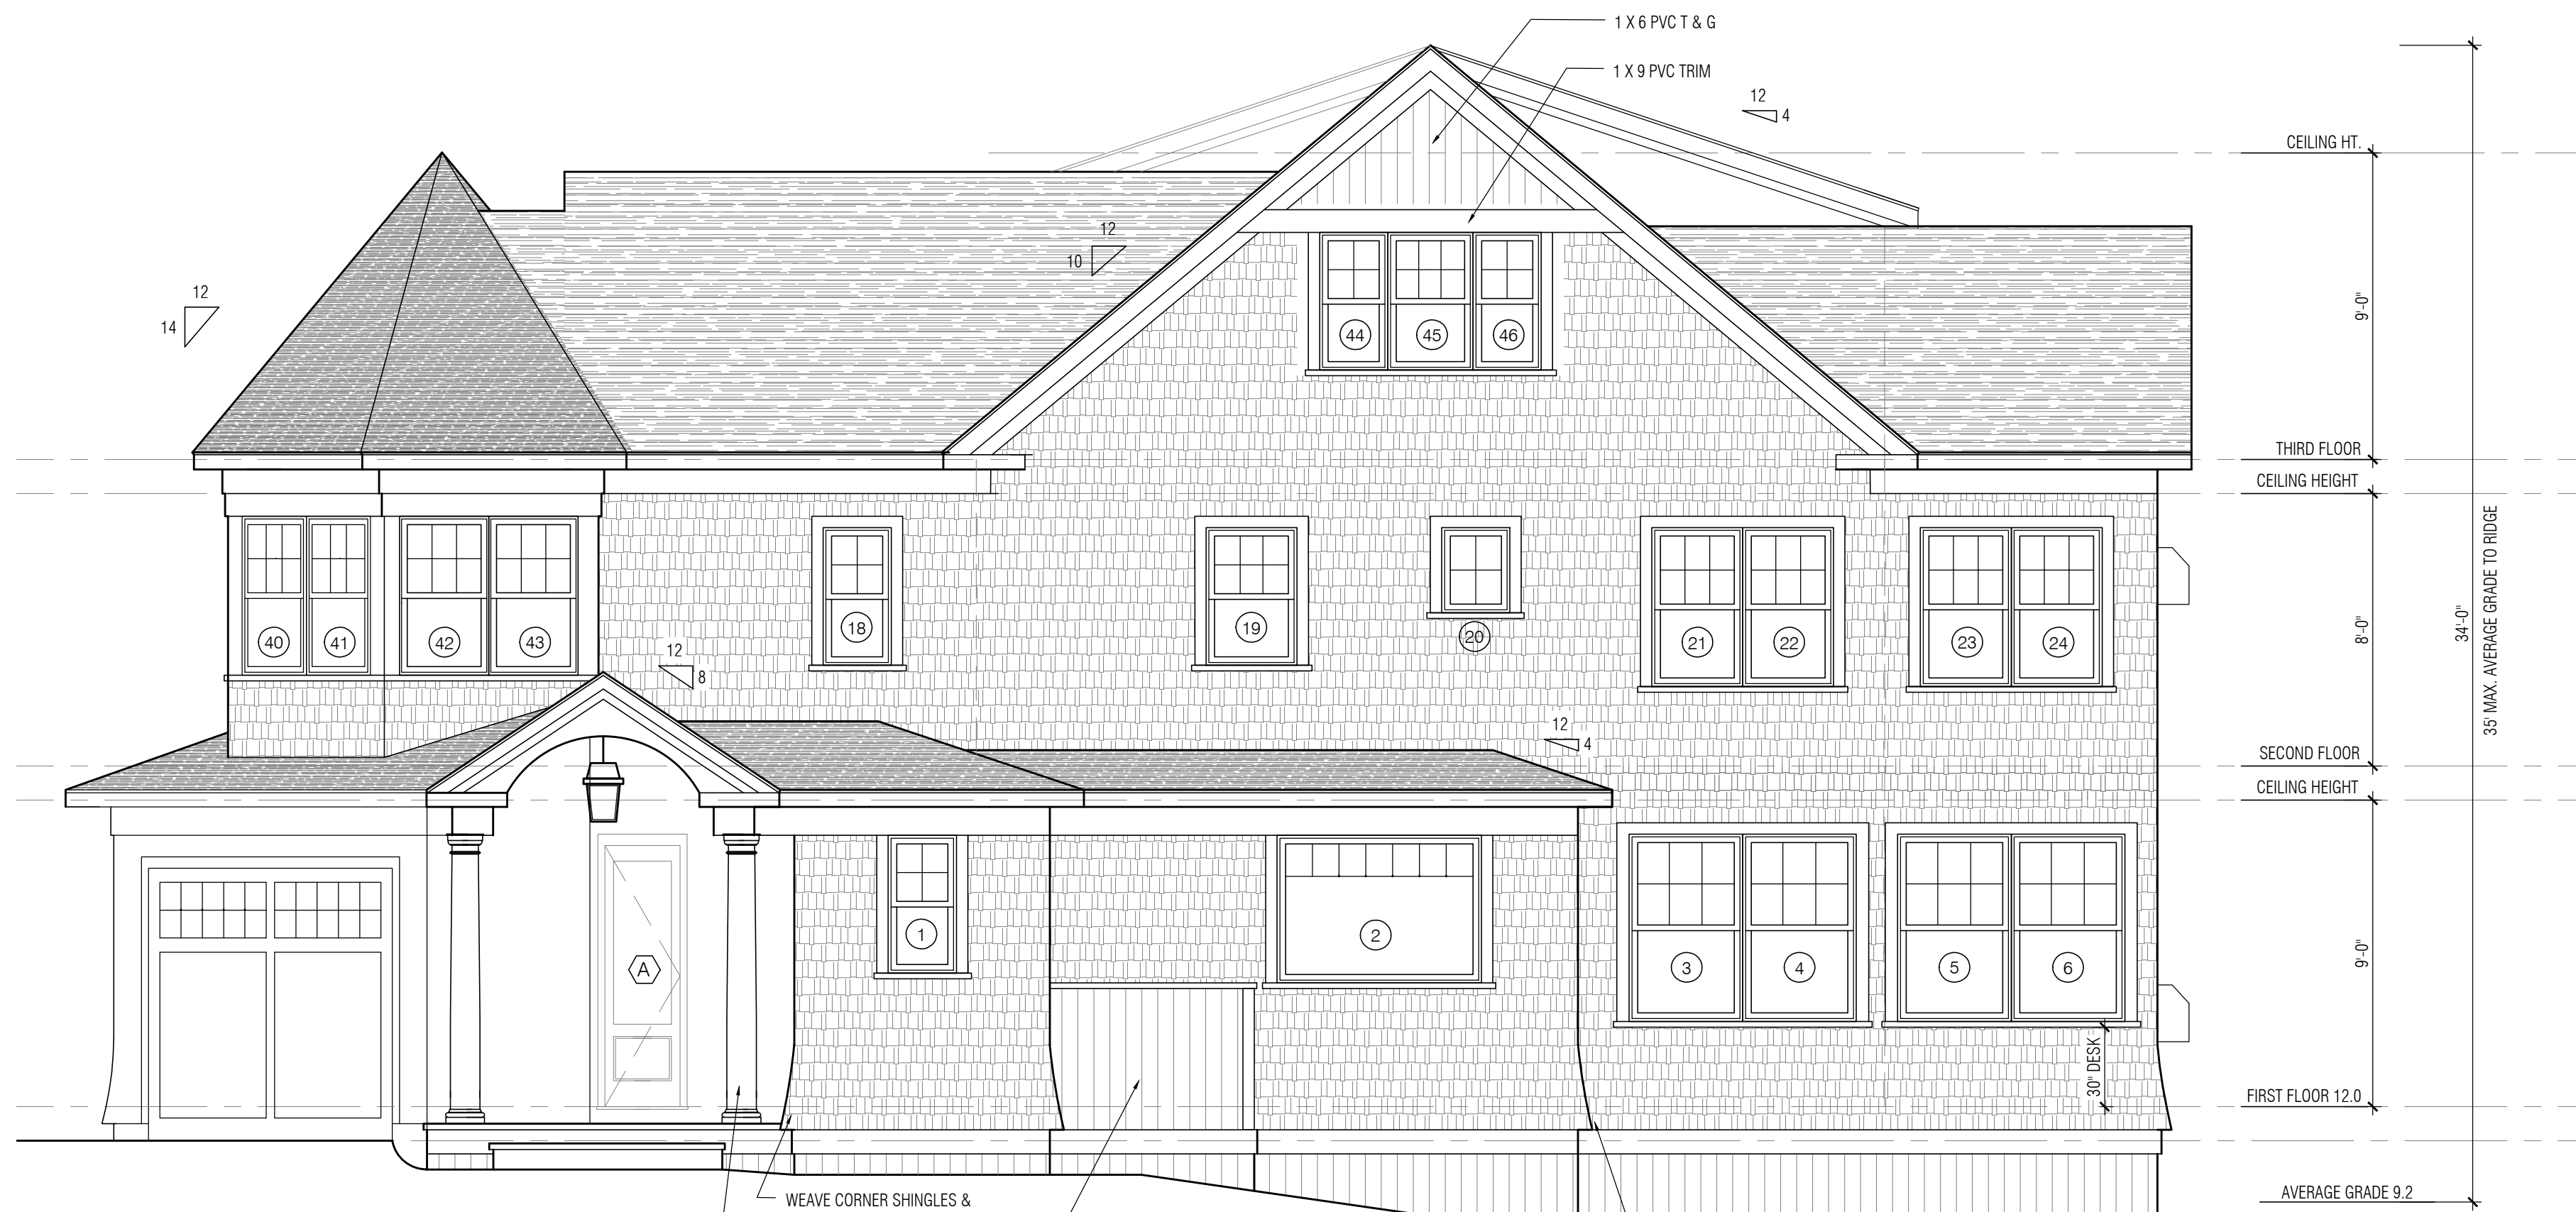 1 X 6 PVC T & G
1 X 9 PVC TRIM
12
4
CEILING HT.
12
10
12
14
9'-0"
44
45
46
THIRD FLOOR
CEILING HEIGHT
35' MAX. AVERAGE GRADE TO RIDGE
34'-0"
8'-0"
40
41
42
43
18
19
20
21
22
23
24
12
8
12
4
SECOND FLOOR
CEILING HEIGHT
9'-0"
A
1
2
3
4
5
6
30" DESK
FIRST FLOOR 12.0
AVERAGE GRADE 9.2
WEAVE CORNER SHINGLES &